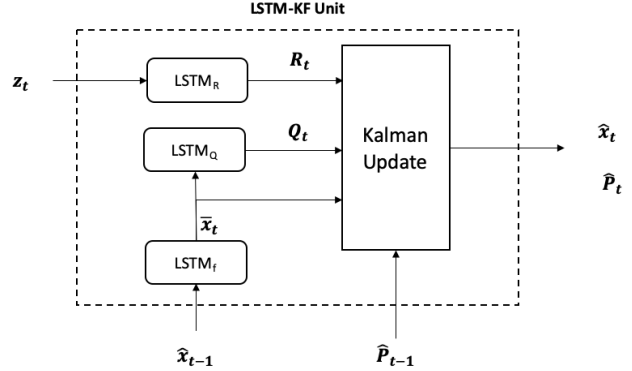 LSTM-KF Unit
z_t
LSTM_R
R_t
LSTM_Q
Q_t
Kalman
Update
x̂_t
P̂_t
x̅_t
LSTM_f
x̂_{t−1}
P̂_{t−1}